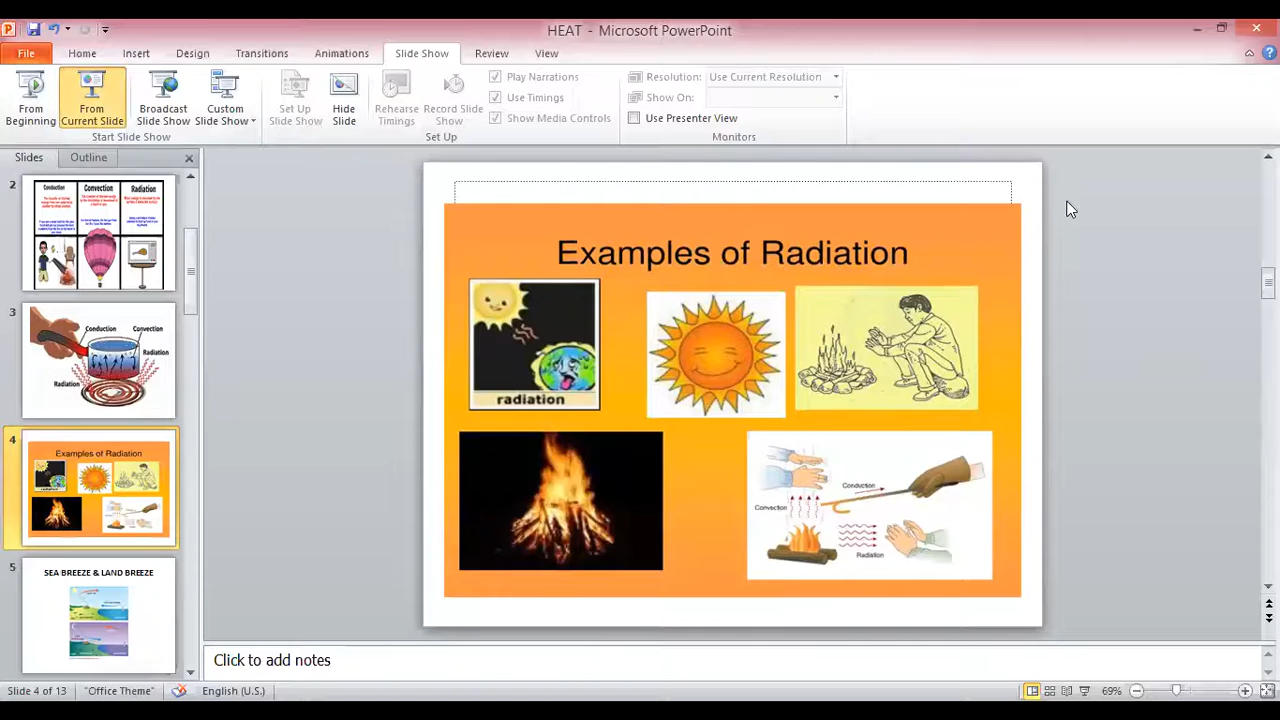 HEAT - Microsoft PowerPoint
File Home Insert Design Transitions Animations Slide Show Review View
From Beginning
From Current Slide
Broadcast Slide Show
Custom Slide Show
Set Up Slide Show
Hide Slide
Rehearse Timings
Record Slide Show
Play Narrations
Use Timings
Show Media Controls
Resolution: Use Current Resolution
Show On:
Use Presenter View
Start Slide Show
Set Up
Monitors
Slides Outline
2
Conduction Convection Radiation
3
Conduction Convection
Radiation
Radiation
4
Examples of Radiation
5
SEA BREEZE & LAND BREEZE
Examples of Radiation
radiation
Conduction
Convection
Radiation
Click to add notes
Slide 4 of 13 "Office Theme" English (U.S.) 69%